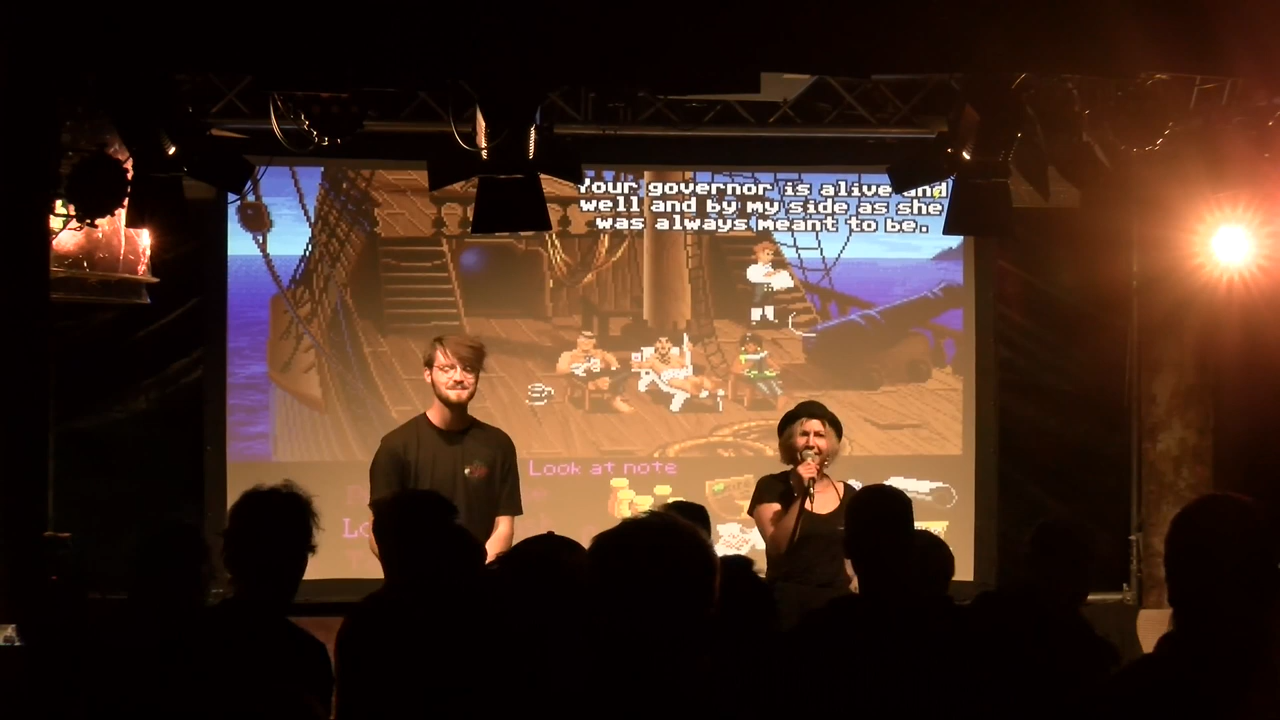 Your governor is alive and
well and by my side as she
was always meant to be.
Look at note